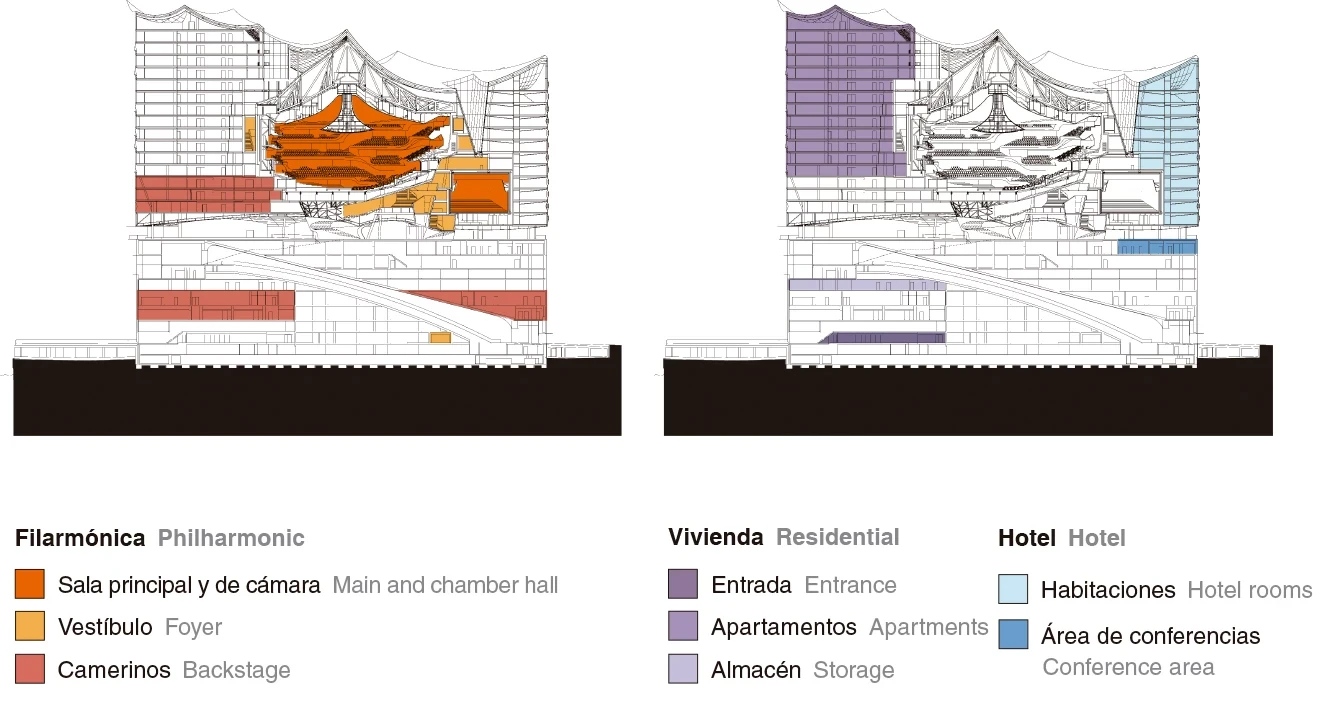 Filarmónica Philharmonic
Sala principal y de cámara Main and chamber hall
Vestíbulo Foyer
Camerinos Backstage
Vivienda Residential
Entrada Entrance
Apartamentos Apartments
Almacén Storage
Hotel Hotel
Habitaciones Hotel rooms
Área de conferencias
Conference area